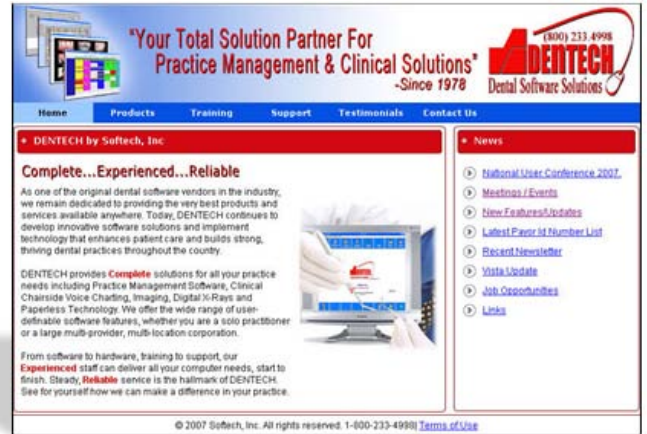 "Your Total Solution Partner For
Practice Management & Clinical Solutions"
-Since 1978
(800) 233.4998
ADENTECH
Dental Software Solutions
Home Products Training Support Testimonials Contact Us
DENTECH by Softech, Inc
Complete...Experienced...Reliable
As one of the original dental software vendors in the industry,
we remain dedicated to providing the very best products and
services available anywhere. Today, DENTECH continues to
develop innovative software solutions and implement
technology that enhances patient care and builds strong,
thriving dental practices throughout the country.
DENTECH provides Complete solutions for all your practice
needs including Practice Management Software, Clinical
Chairside Voice Charting, Imaging, Digital X-Rays and
Paperless Technology. We offer the wide range of user-
definable software features, whether you are a solo practitioner
or a large multi-provider, multi-location corporation.
From software to hardware, training to support, our
Experienced staff can deliver all your computer needs, start to
finish. Steady, Reliable service is the hallmark of DENTECH.
See for yourself how we can make a difference in your practice.
News
National User Conference 2007.
Meetings / Events
New Features/Updates
Latest Payor Id Number List
Recent Newsletter
Vista Update
Job Opportunities
Links
© 2007 Softech, Inc. All rights reserved. 1-800-233-4998| Terms of Use